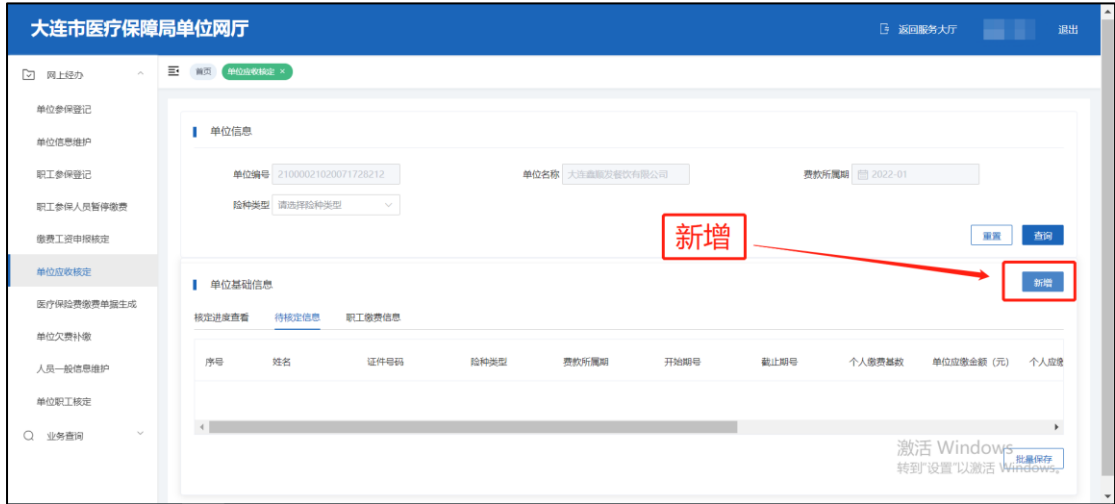 大连市医疗保障局单位网厅
返回服务大厅
退出
网上经办
首页
单位应收核定 ×
单位参保登记
单位信息维护
职工参保登记
职工参保人员暂停缴费
缴费工资申报核定
单位应收核定
医疗保险费缴费单据生成
单位欠费补缴
人员一般信息维护
单位职工核定
业务查询
单位信息
单位编号 21000021020071728212
单位名称 大连鑫顺发餐饮有限公司
费款所属期 2022-01
险种类型 请选择险种类型
重置 查询
新增
单位基础信息
新增
核定进度查看 待核定信息 职工缴费信息
序号 姓名 证件号码 险种类型 费款所属期 开始期号 截止期号 个人缴费基数 单位应缴金额（元） 个人应缴
激活 Windows
转到"设置"以激活 Windows。
批量保存